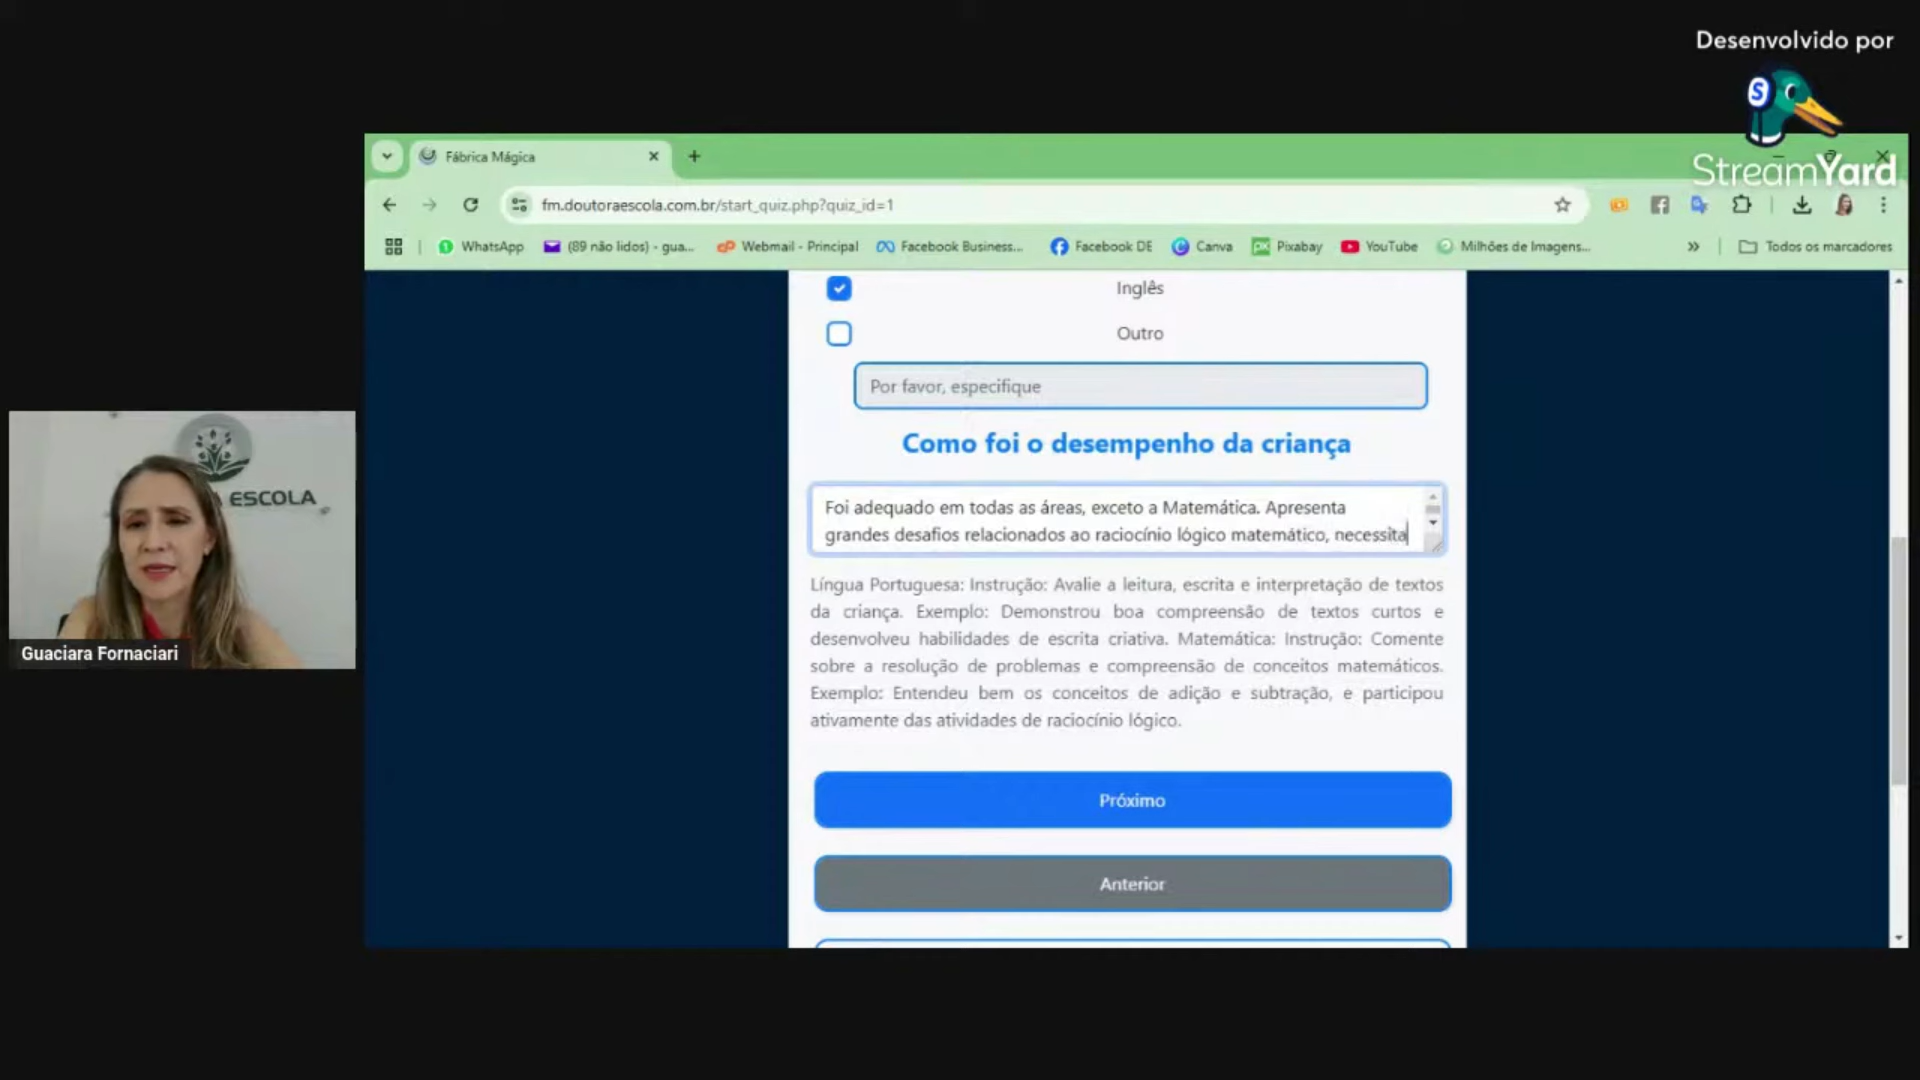 Desenvolvido por
StreamYard
Fábrica Mágica
fm.doutoraescola.com.br/start_quiz.php?quiz_id=1
WhatsApp
(89 não lidos) - gua...
Webmail - Principal
Facebook Business...
Facebook DE
Canva
Pixabay
YouTube
Milhões de Imagens...
»
Todos os marcadores
Inglês
Outro
Por favor, especifique
Como foi o desempenho da criança
Foi adequado em todas as áreas, exceto a Matemática. Apresenta
grandes desafios relacionados ao raciocínio lógico matemático, necessita
Língua Portuguesa: Instrução: Avalie a leitura, escrita e interpretação de textos
da criança. Exemplo: Demonstrou boa compreensão de textos curtos e
desenvolveu habilidades de escrita criativa. Matemática: Instrução: Comente
sobre a resolução de problemas e compreensão de conceitos matemáticos.
Exemplo: Entendeu bem os conceitos de adição e subtração, e participou
ativamente das atividades de raciocínio lógico.
Próximo
Anterior
ESCOLA
Guaciara Fornaciari